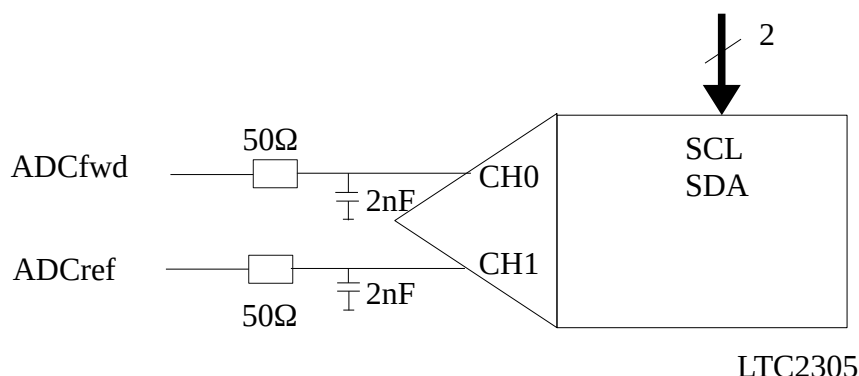 2
50Ω
ADCfwd
SCL
CH0
SDA
2nF
CH1
ADCref
2nF
50Ω
LTC2305